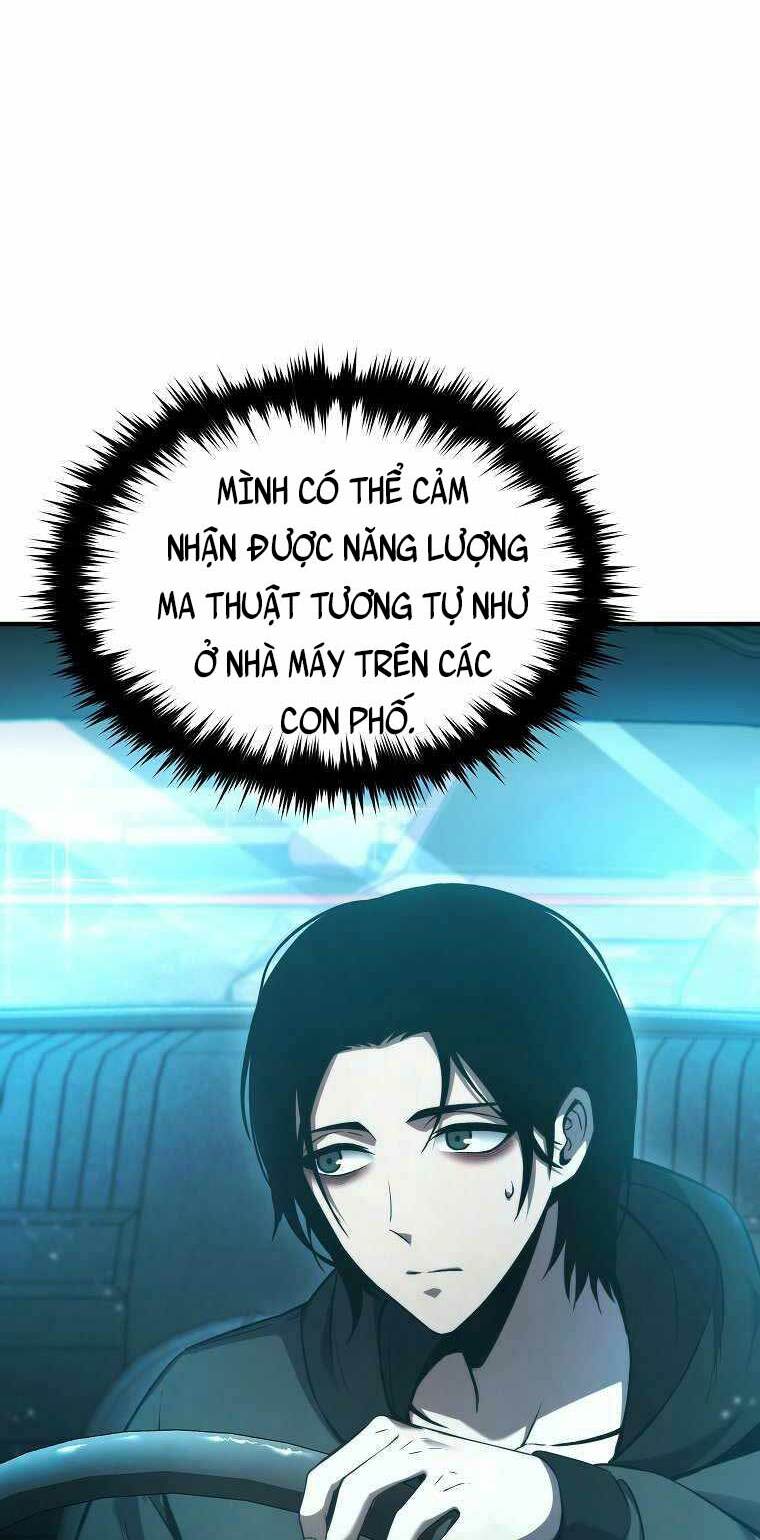 MÌNH CÓ THỂ CẢM
NHẬN ĐƯỢC NĂNG LƯỢNG
MA THUẬT TƯƠNG TỰ NHƯ
Ở NHÀ MÁY TRÊN CÁC
CON PHỐ.